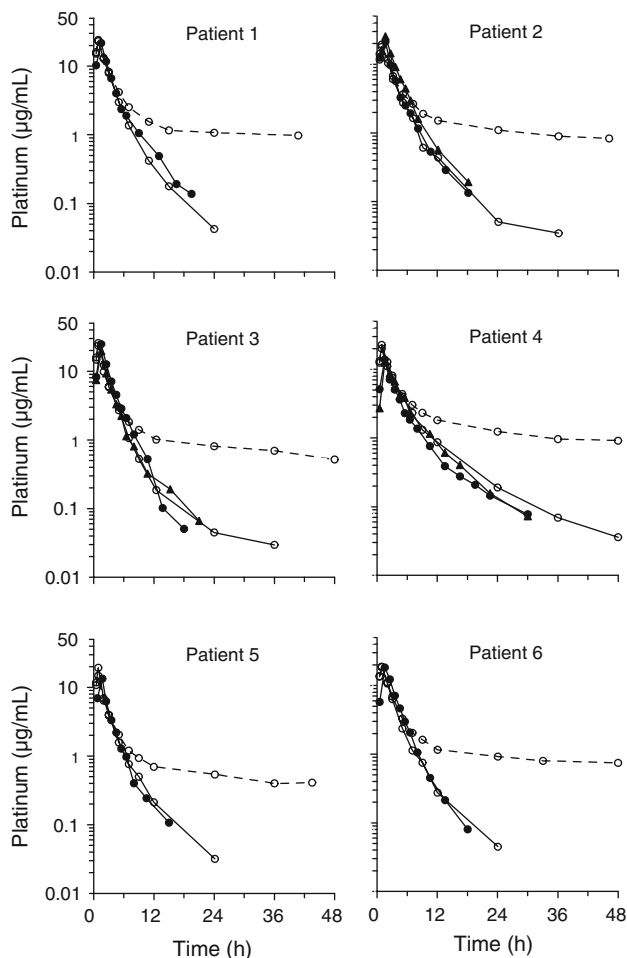 Patient 1
Patient 2
Platinum (µg/mL)
50
10
1
0.1
0.01
Patient 3
Patient 4
Platinum (µg/mL)
50
10
1
0.1
0.01
Patient 5
Patient 6
Platinum (µg/mL)
50
10
1
0.1
0.01
0 12 24 36 48
0 12 24 36 48
Time (h)
Time (h)